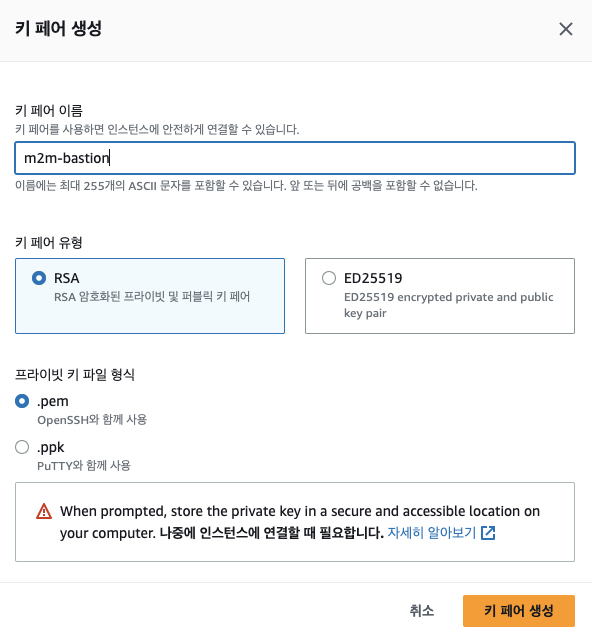 키 페어 생성
키 페어 이름
키 페어를 사용하면 인스턴스에 안전하게 연결할 수 있습니다.
m2m-bastion
이름에는 최대 255개의 ASCII 문자를 포함할 수 있습니다. 앞 또는 뒤에 공백을 포함할 수 없습니다.
키 페어 유형
RSA
RSA 암호화된 프라이빗 및 퍼블릭 키 페어
ED25519
ED25519 encrypted private and public
key pair
프라이빗 키 파일 형식
.pem
OpenSSH와 함께 사용
.ppk
PuTTY와 함께 사용
When prompted, store the private key in a secure and accessible location on
your computer. 나중에 인스턴스에 연결할 때 필요합니다. 자세히 알아보기
취소
키 페어 생성